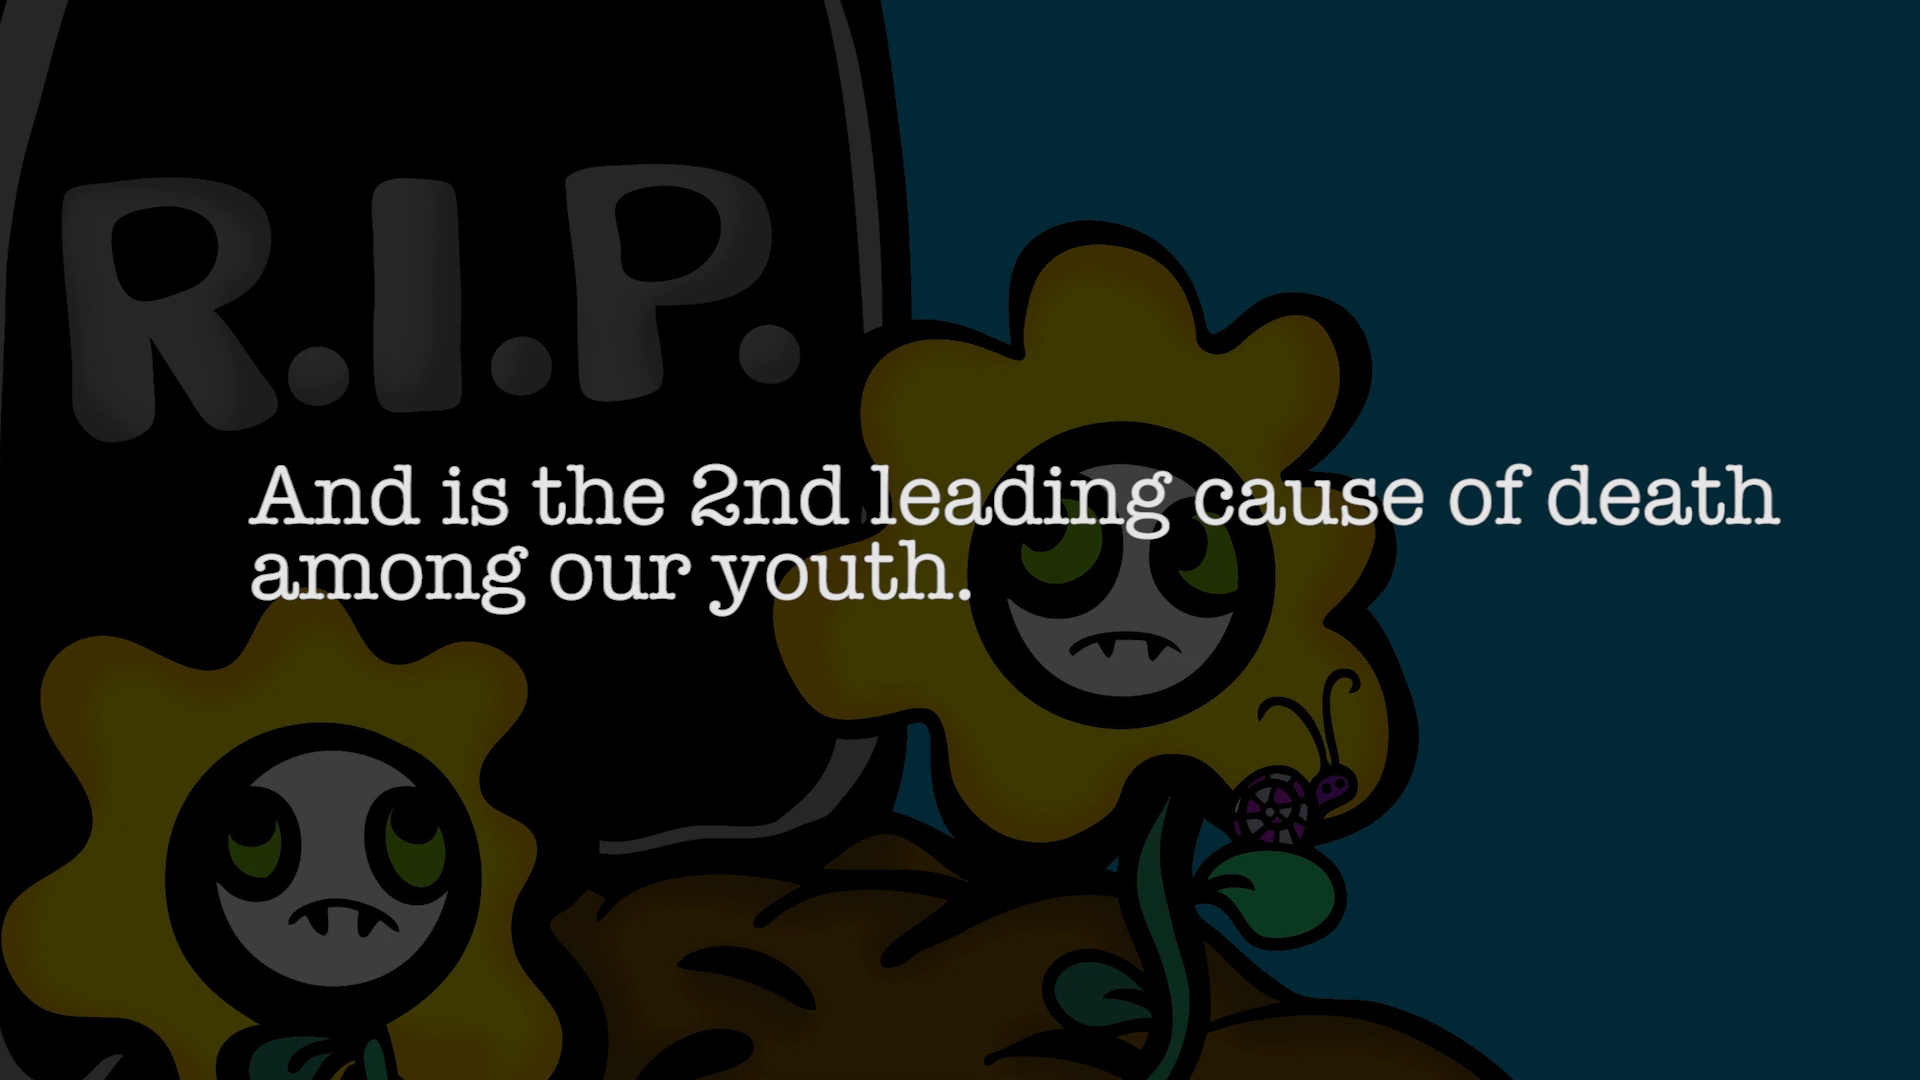 R.I.P.
And is the 2nd leading cause of death
among our youth.